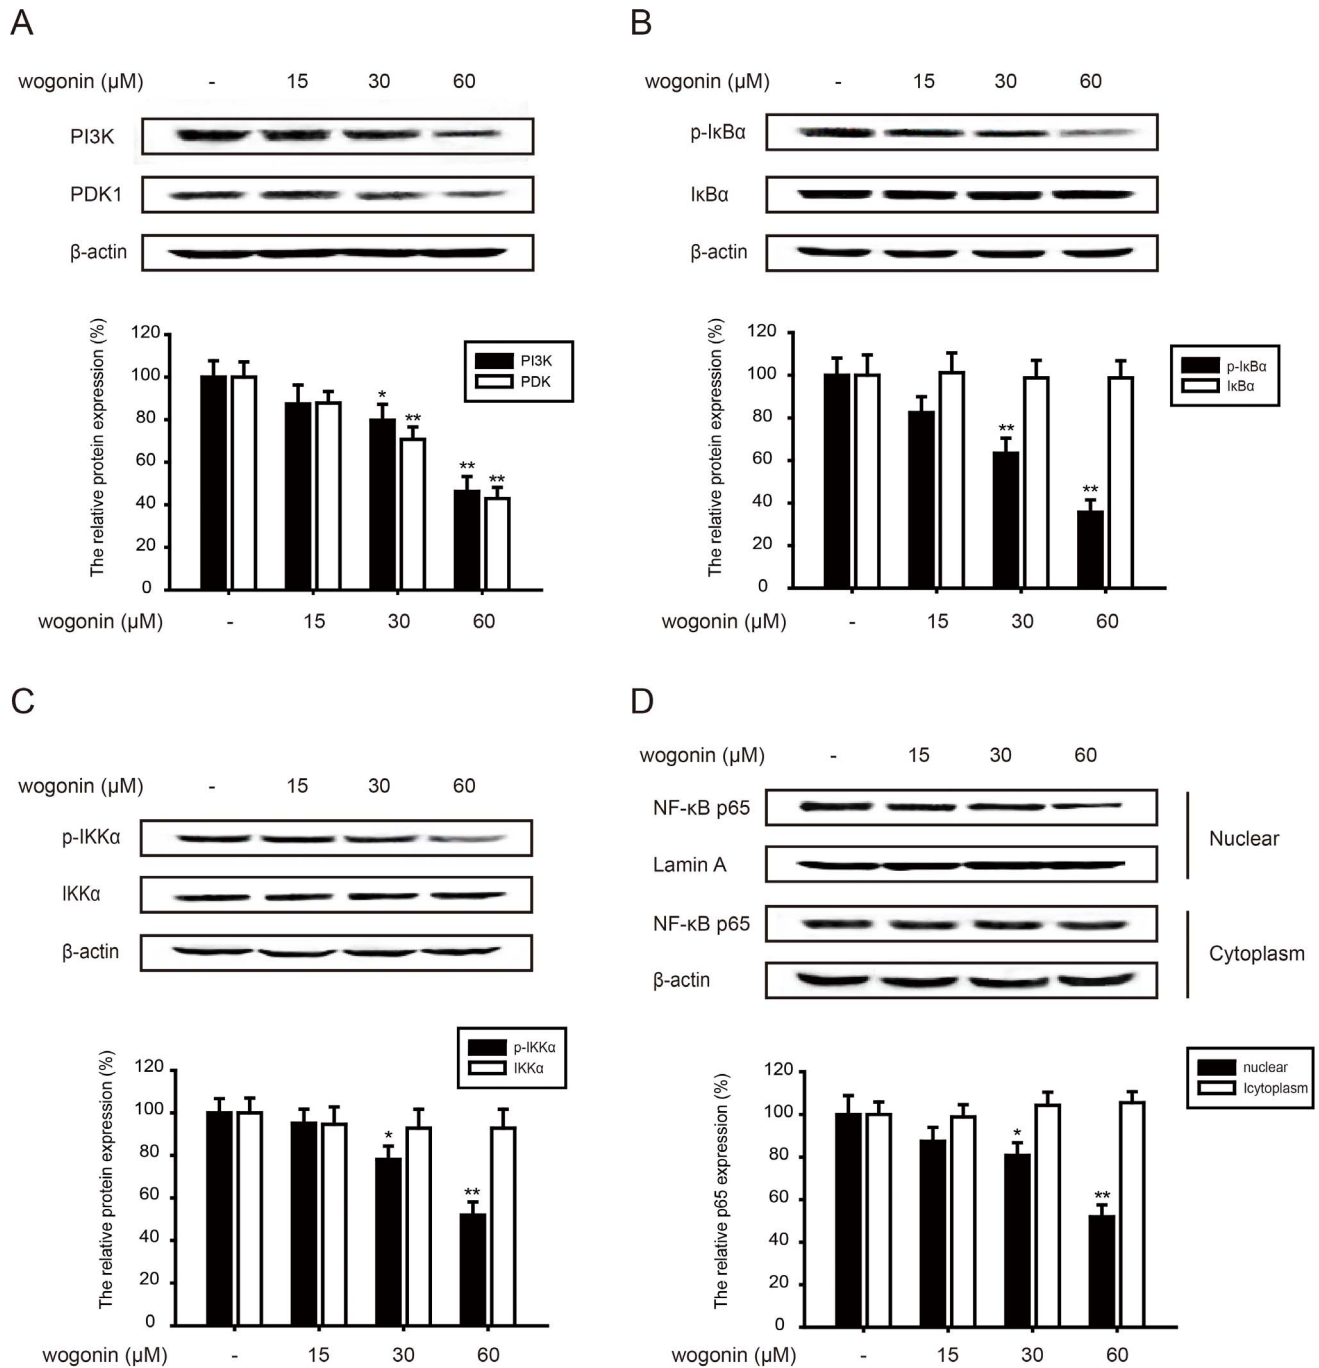 A
wogonin (μM) - 15 30 60
PI3K
PDK1
β-actin
The relative protein expression (%)
120
100
80
60
40
20
0
PI3K
PDK
*
**
**
**
wogonin (μM) - 15 30 60
B
wogonin (μM) - 15 30 60
p-IκBα
IκBα
β-actin
The relative protein expression (%)
120
100
80
60
40
20
0
p-IκBα
IκBα
**
**
wogonin (μM) - 15 30 60
C
wogonin (μM) - 15 30 60
p-IKKα
IKKα
β-actin
The relative protein expression (%)
120
100
80
60
40
20
0
p-IKKα
IKKα
*
**
wogonin (μM) - 15 30 60
D
wogonin (μM) - 15 30 60
NF-κB p65
Lamin A
Nuclear
NF-κB p65
β-actin
Cytoplasm
The relative p65 expression (%)
120
100
80
60
40
20
0
nuclear
lcytoplasm
*
**
wogonin (μM) - 15 30 60